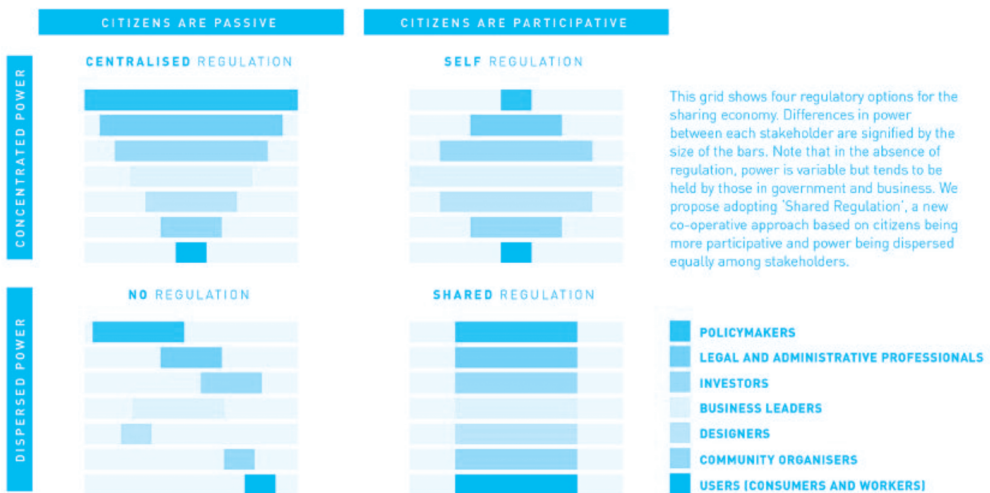 CITIZENS ARE PASSIVE
CITIZENS ARE PARTICIPATIVE
CONCENTRATED POWER
CENTRALISED REGULATION
SELF REGULATION
This grid shows four regulatory options for the
sharing economy. Differences in power
between each stakeholder are signified by the
size of the bars. Note that in the absence of
regulation, power is variable but tends to be
held by those in government and business. We
propose adopting ‘Shared Regulation’, a new
co-operative approach based on citizens being
more participative and power being dispersed
equally among stakeholders.
DISPERSED POWER
NO REGULATION
SHARED REGULATION
POLICYMAKERS
LEGAL AND ADMINISTRATIVE PROFESSIONALS
INVESTORS
BUSINESS LEADERS
DESIGNERS
COMMUNITY ORGANISERS
USERS (CONSUMERS AND WORKERS)